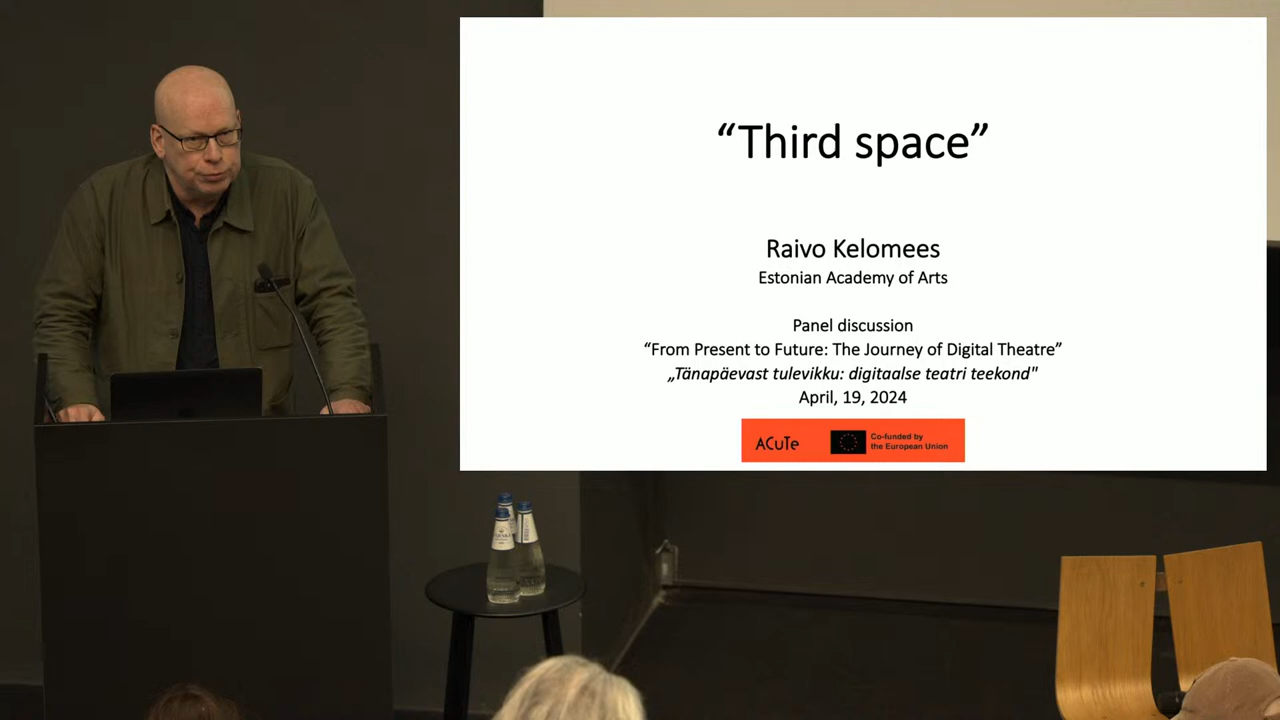 “Third space”
Raivo Kelomees
Estonian Academy of Arts
Panel discussion
“From Present to Future: The Journey of Digital Theatre”
„Tänapäevast tulevikku: digitaalse teatri teekond"
April, 19, 2024
ACuTe
Co-funded by
the European Union